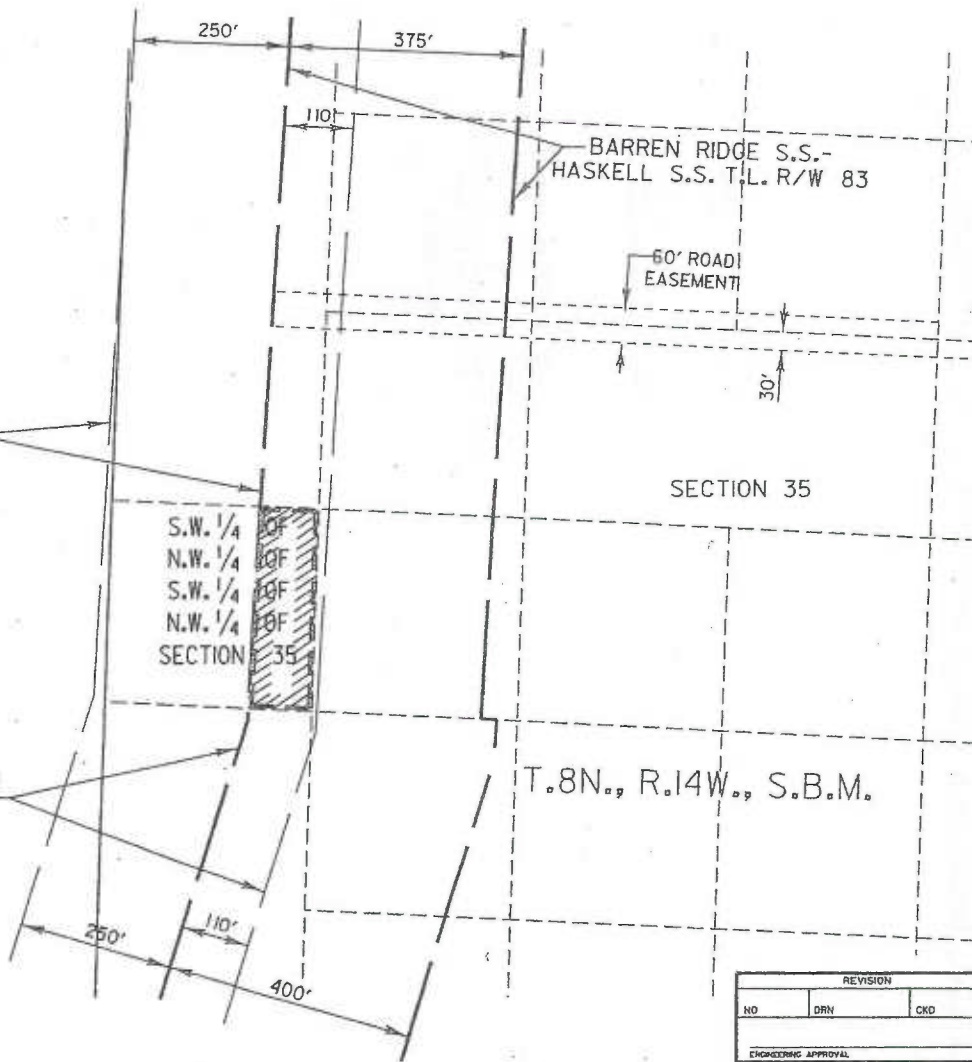 250'
375'
110
BARREN RIDGE S.S.-
HASKELL S.S. T.L. R/W 83
60' ROAD
EASEMENT
30'
SECTION 35
S.W. 1/4 OF
N.W. 1/4 OF
S.W. 1/4 OF
N.W. 1/4 OF
SECTION 35
T.8N., R.14W., S.B.M.
250'
110'
400'
REVISION
NO DRN CKD
ENGINEERING APPROVAL